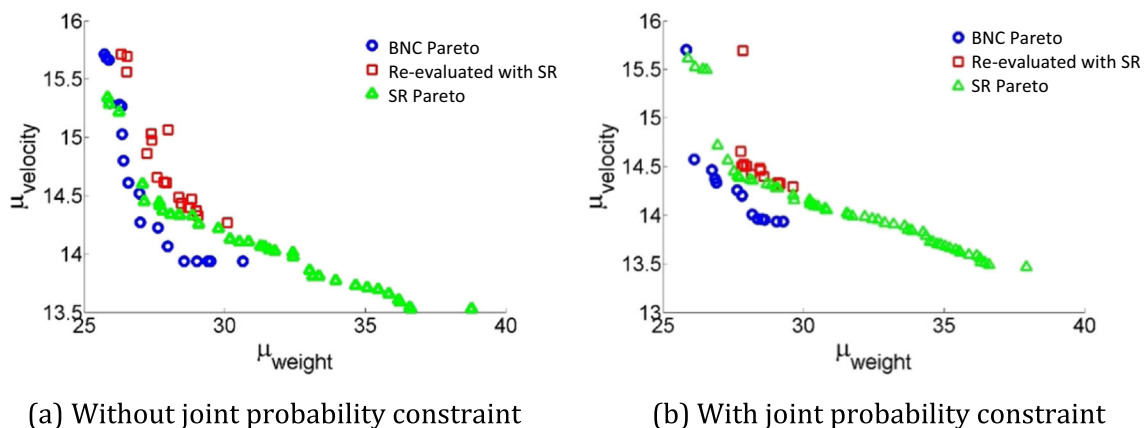 16
15.5
15
14.5
14
13.5
25
30
35
40
μvelocity
μweight
BNC Pareto
Re-evaluated with SR
SR Pareto
(a) Without joint probability constraint
16
15.5
15
14.5
14
13.5
13
25
30
35
40
μvelocity
μweight
BNC Pareto
Re-evaluated with SR
SR Pareto
(b) With joint probability constraint